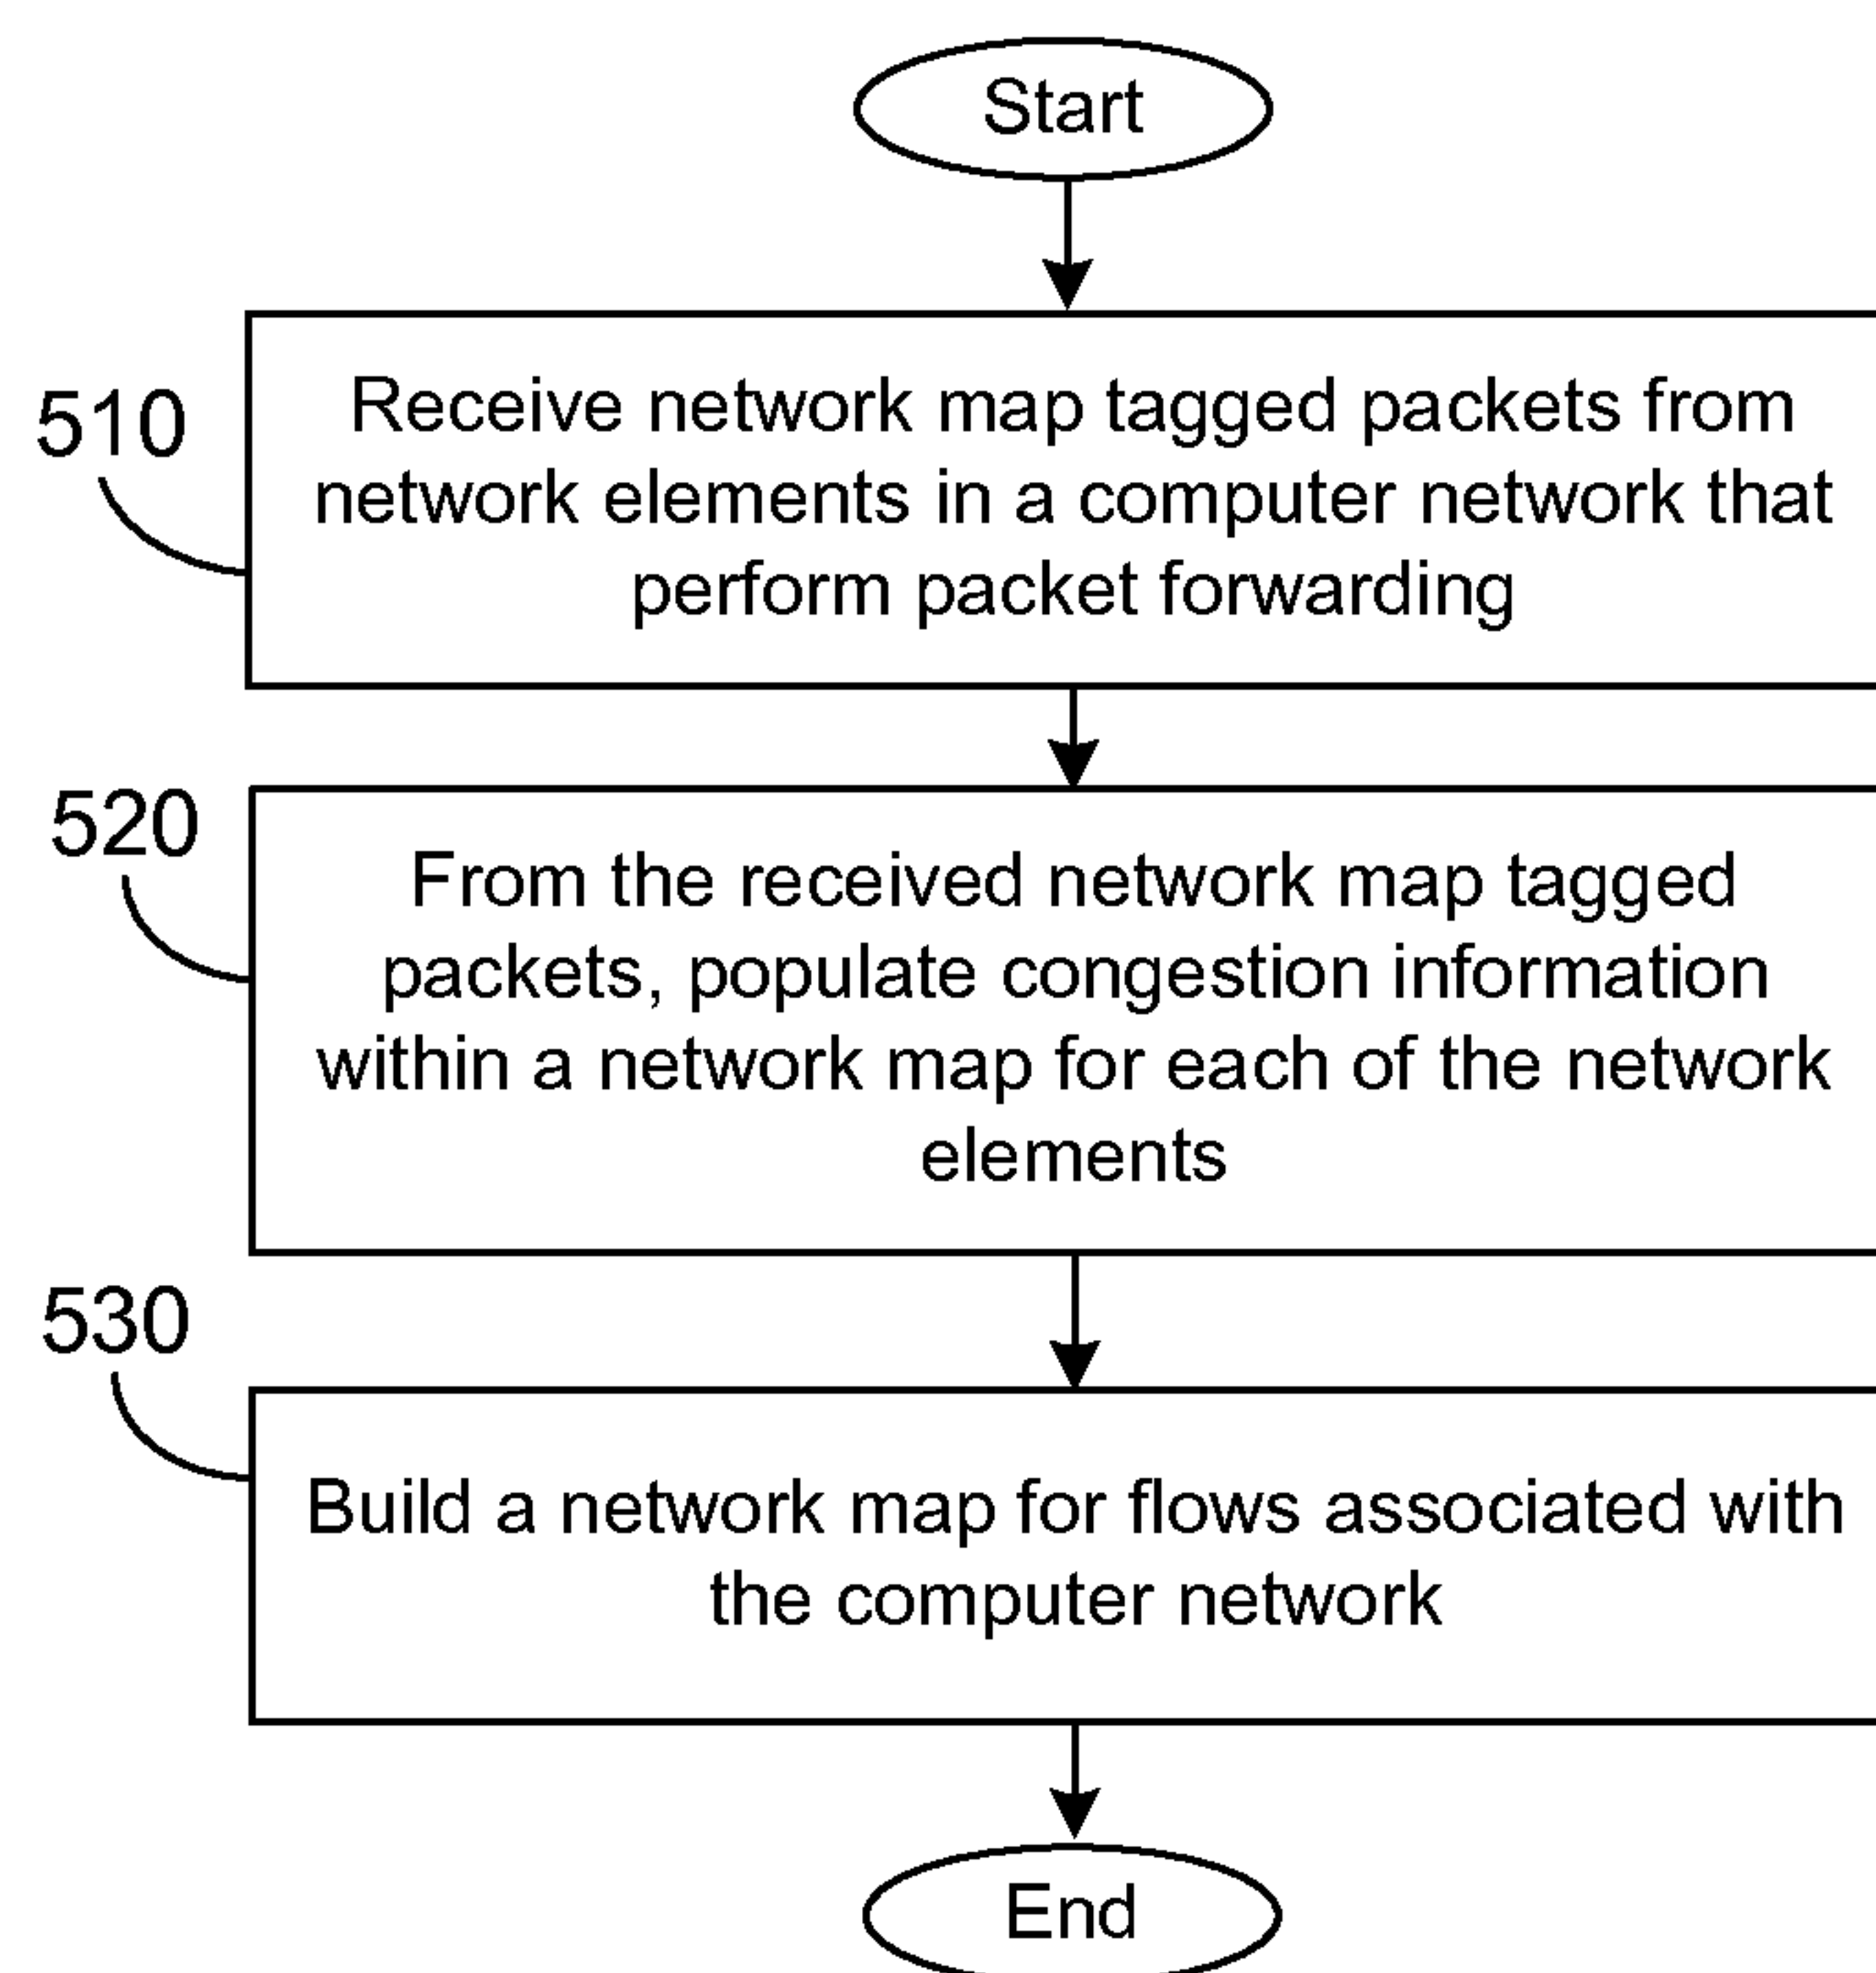 Start
510
Receive network map tagged packets from
network elements in a computer network that
perform packet forwarding
520
From the received network map tagged
packets, populate congestion information
within a network map for each of the network
elements
530
Build a network map for flows associated with
the computer network
End